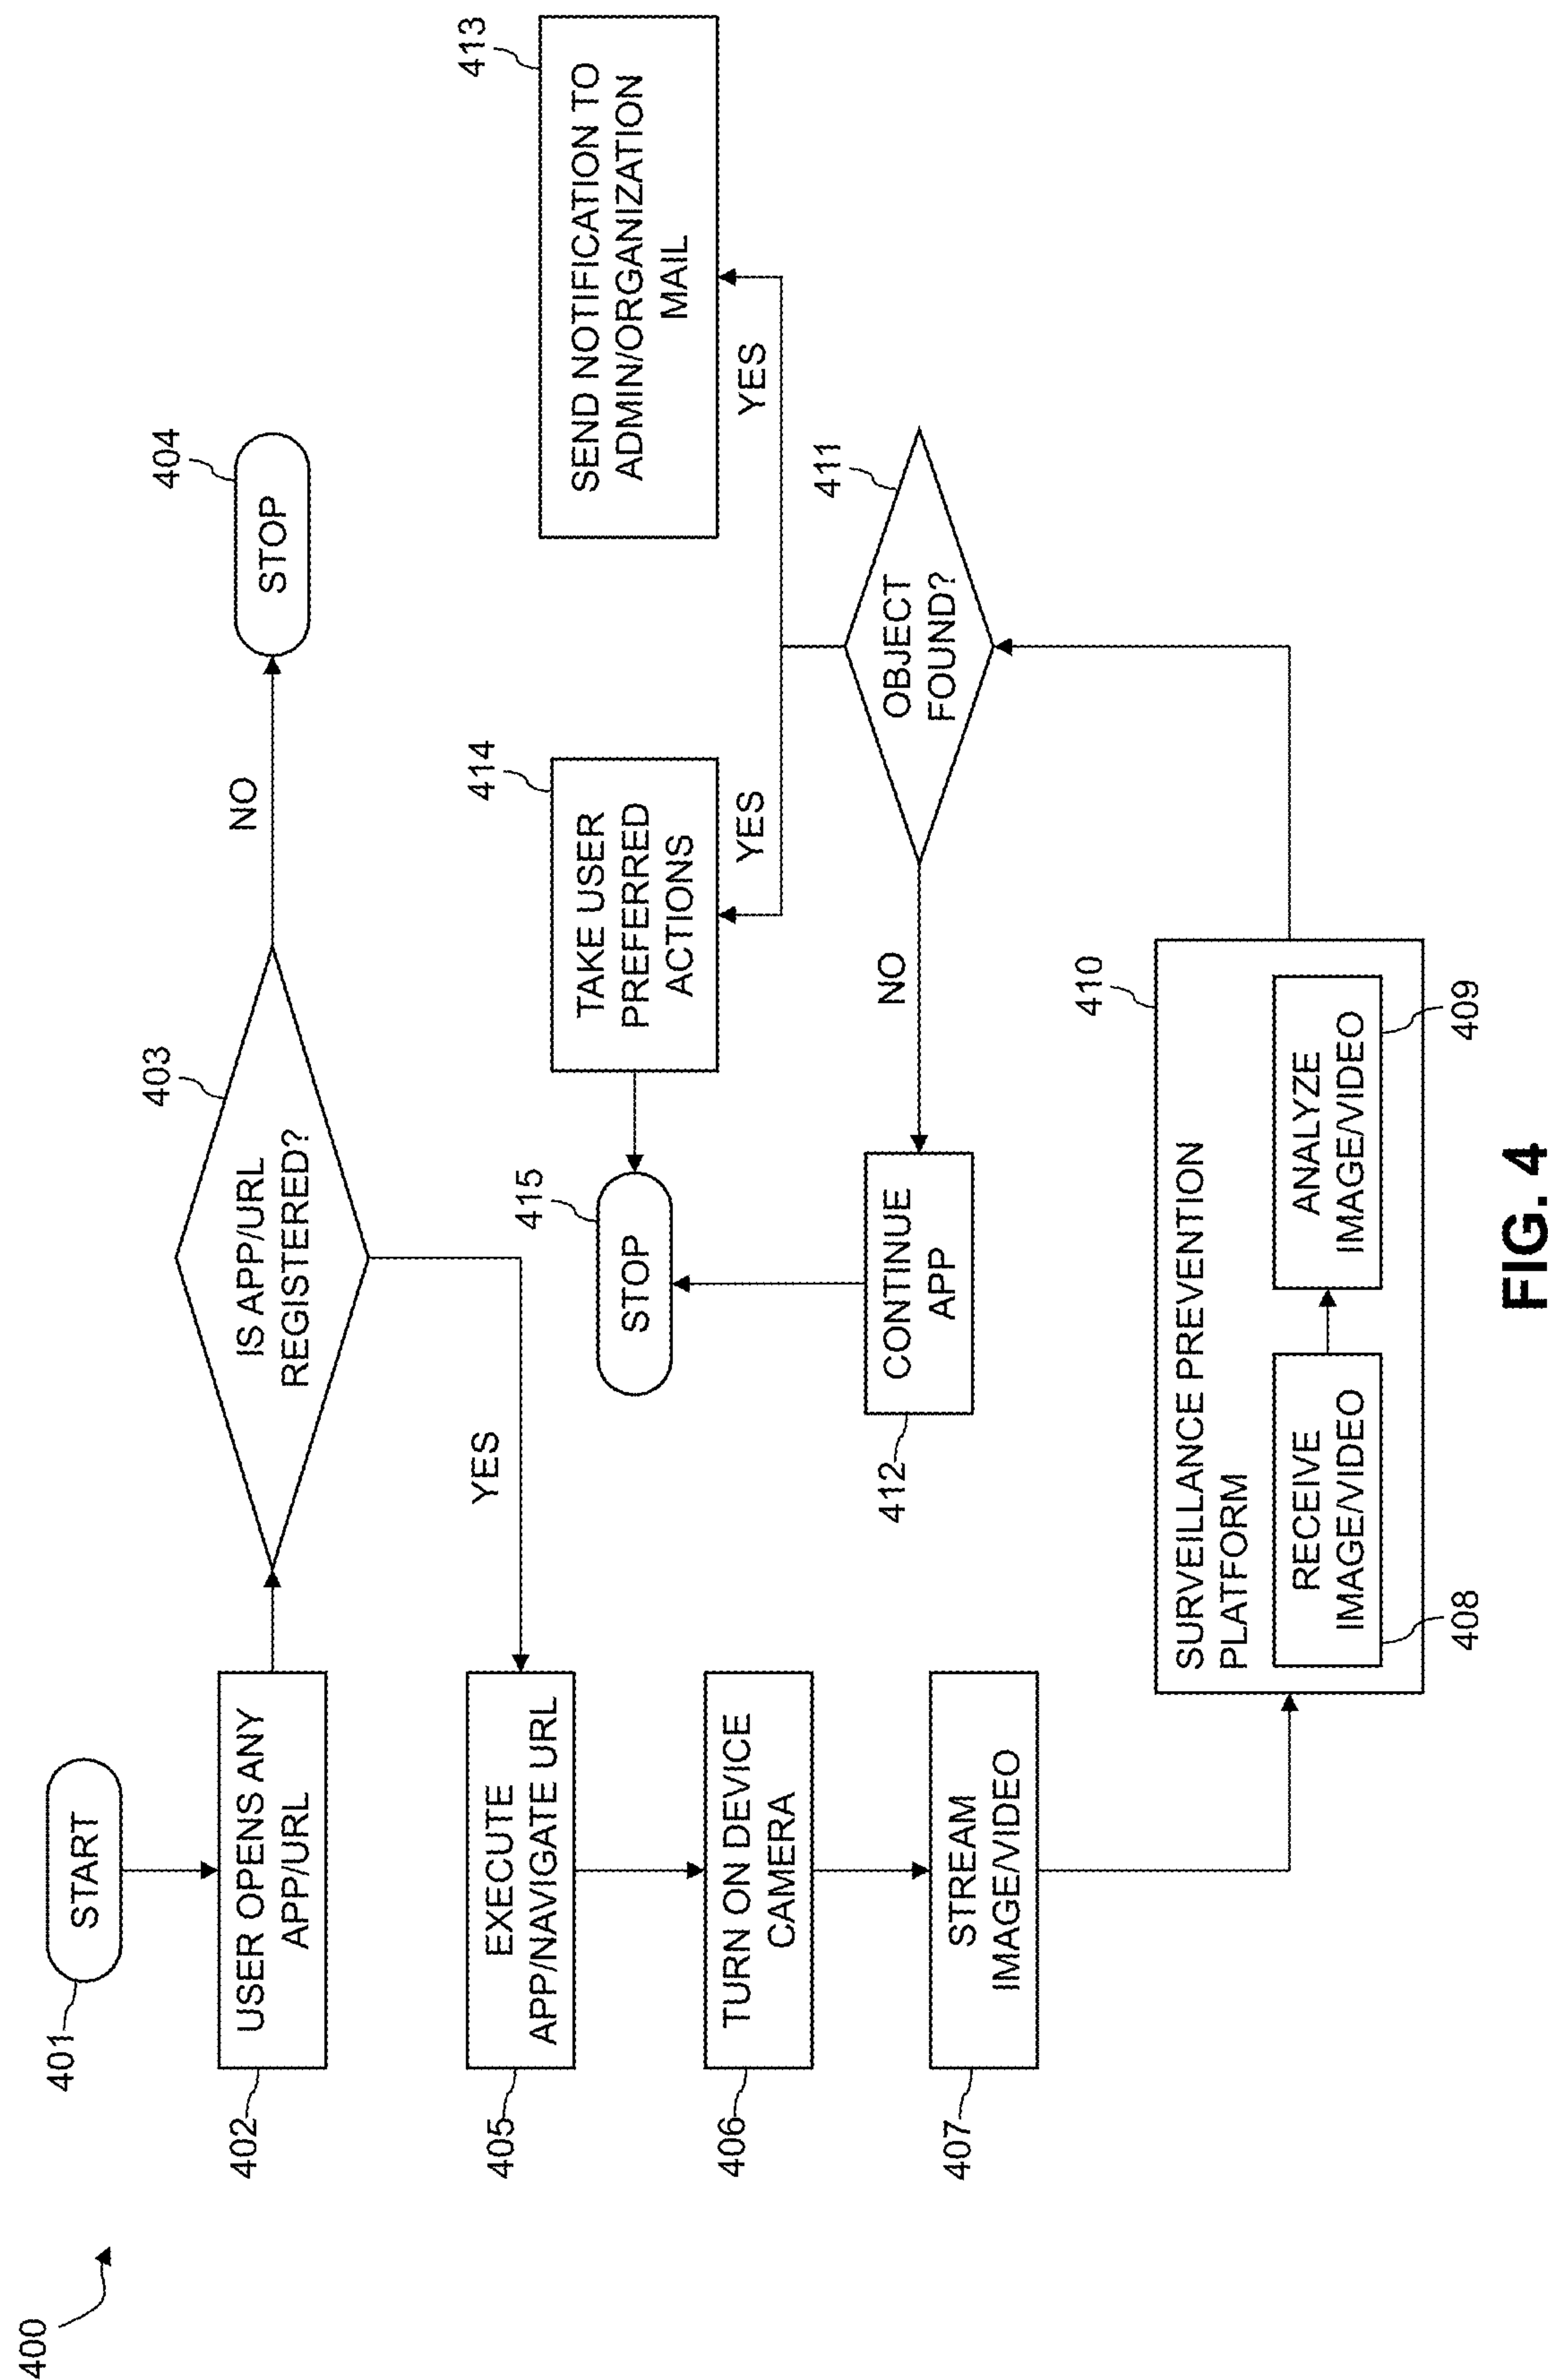 400
401
START
402
USER OPENS ANY
APP/URL
403
IS APP/URL
REGISTERED?
NO
404
STOP
YES
405
EXECUTE
APP/NAVIGATE URL
406
TURN ON DEVICE
CAMERA
407
STREAM
IMAGE/VIDEO
410
SURVEILLANCE PREVENTION
PLATFORM
408
RECEIVE
IMAGE/VIDEO
409
ANALYZE
IMAGE/VIDEO
411
OBJECT
FOUND?
NO
412
CONTINUE
APP
YES
413
SEND NOTIFICATION TO
ADMIN/ORGANIZATION
MAIL
YES
414
TAKE USER
PREFERRED
ACTIONS
415
STOP
FIG. 4